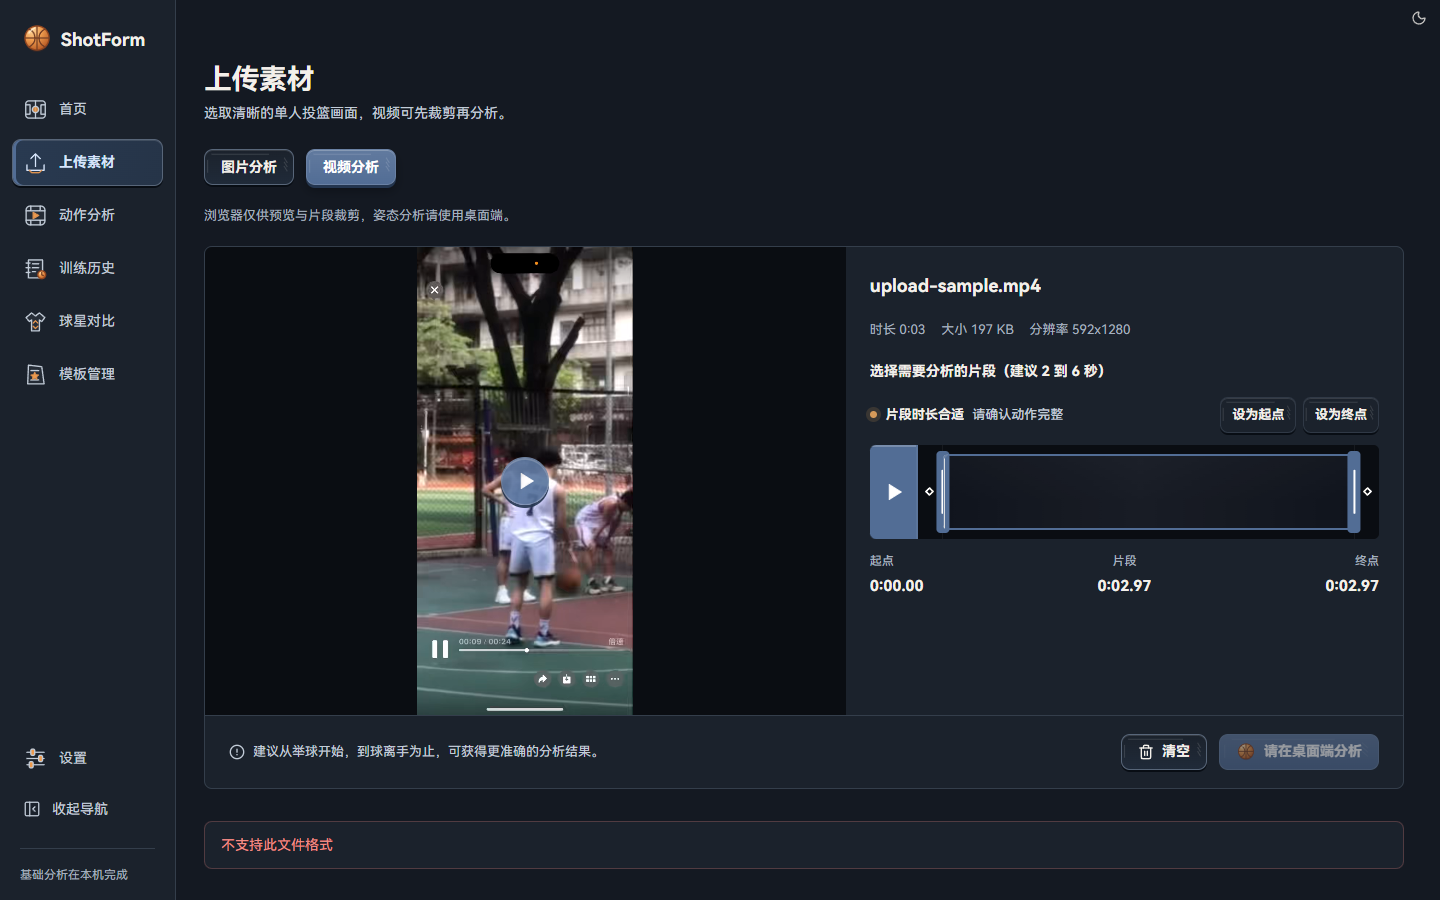 ShotForm
首页
上传素材
动作分析
训练历史
球星对比
模板管理
设置
收起导航
基础分析在本机完成
上传素材
选取清晰的单人投篮画面，视频可先裁剪再分析。
图片分析
视频分析
浏览器仅供预览与片段裁剪，姿态分析请使用桌面端。
00:09 / 00:24
倍速
upload-sample.mp4
时长 0:03 大小 197 KB 分辨率 592x1280
选择需要分析的片段（建议 2 到 6 秒）
片段时长合适 请确认动作完整
设为起点
设为终点
起点 片段 终点
0:00.00 0:02.97 0:02.97
建议从举球开始，到球离手为止，可获得更准确的分析结果。
清空
请在桌面端分析
不支持此文件格式